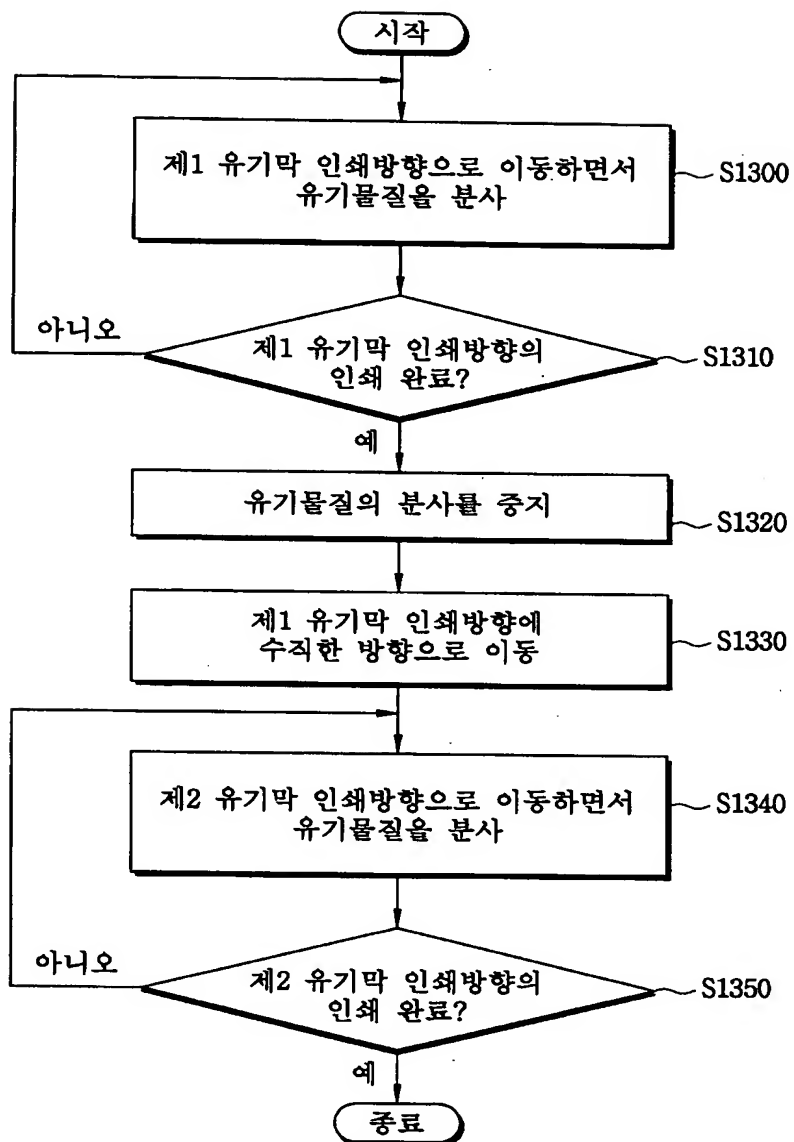 시작
제1 유기막 인쇄방향으로 이동하면서
유기물질을 분사
S1300
아니오
제1 유기막 인쇄방향의
인쇄 완료?
S1310
예
유기물질의 분사를 중지
S1320
제1 유기막 인쇄방향에
수직한 방향으로 이동
S1330
제2 유기막 인쇄방향으로 이동하면서
유기물질을 분사
S1340
아니오
제2 유기막 인쇄방향의
인쇄 완료?
S1350
예
종료